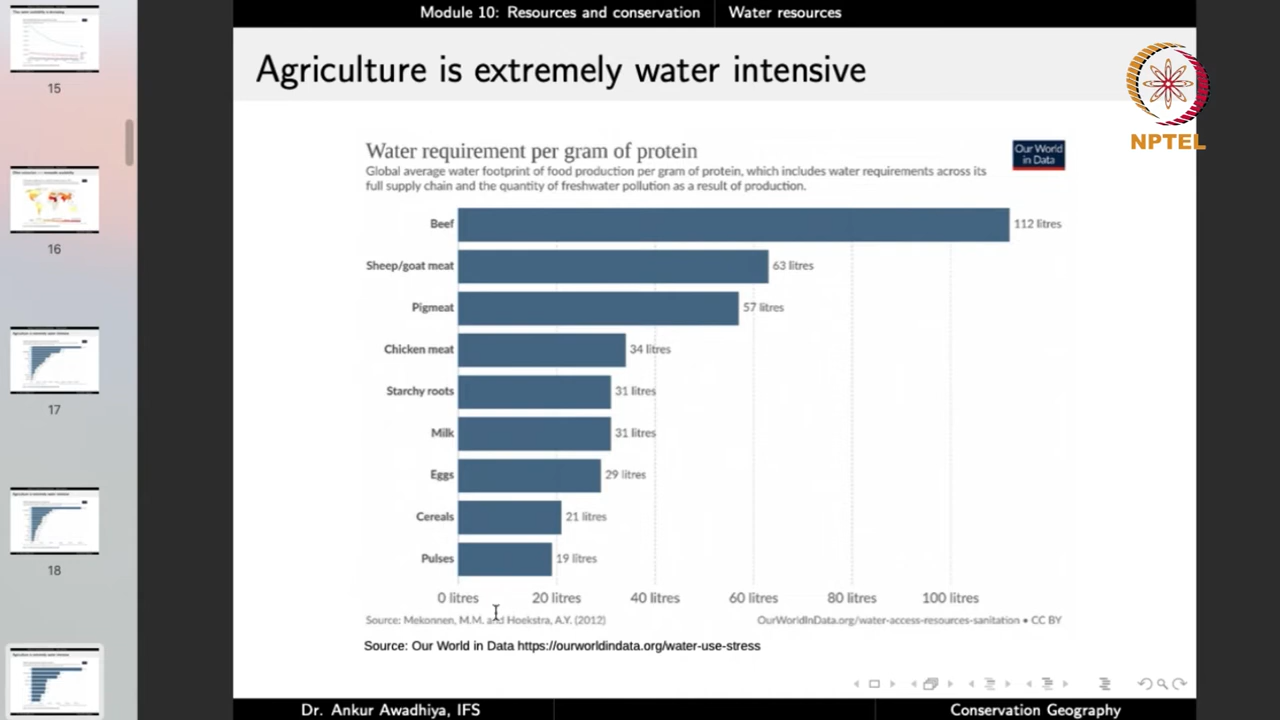 Module 10: Resources and conservation Water resources
Agriculture is extremely water intensive
NPTEL
Water requirement per gram of protein
Our World
in Data
Global average water footprint of food production per gram of protein, which includes water requirements across its
full supply chain and the quantity of freshwater pollution as a result of production.
Beef 112 litres
Sheep/goat meat 63 litres
Pigmeat 57 litres
Chicken meat 34 litres
Starchy roots 31 litres
Milk 31 litres
Eggs 29 litres
Cereals 21 litres
Pulses 19 litres
0 litres 20 litres 40 litres 60 litres 80 litres 100 litres
Source: Mekonnen, M.M. and Hoekstra, A.Y. (2012) OurWorldInData.org/water-access-resources-sanitation • CC BY
Source: Our World in Data https://ourworldindata.org/water-use-stress
Dr. Ankur Awadhiya, IFS Conservation Geography
15
16
17
18